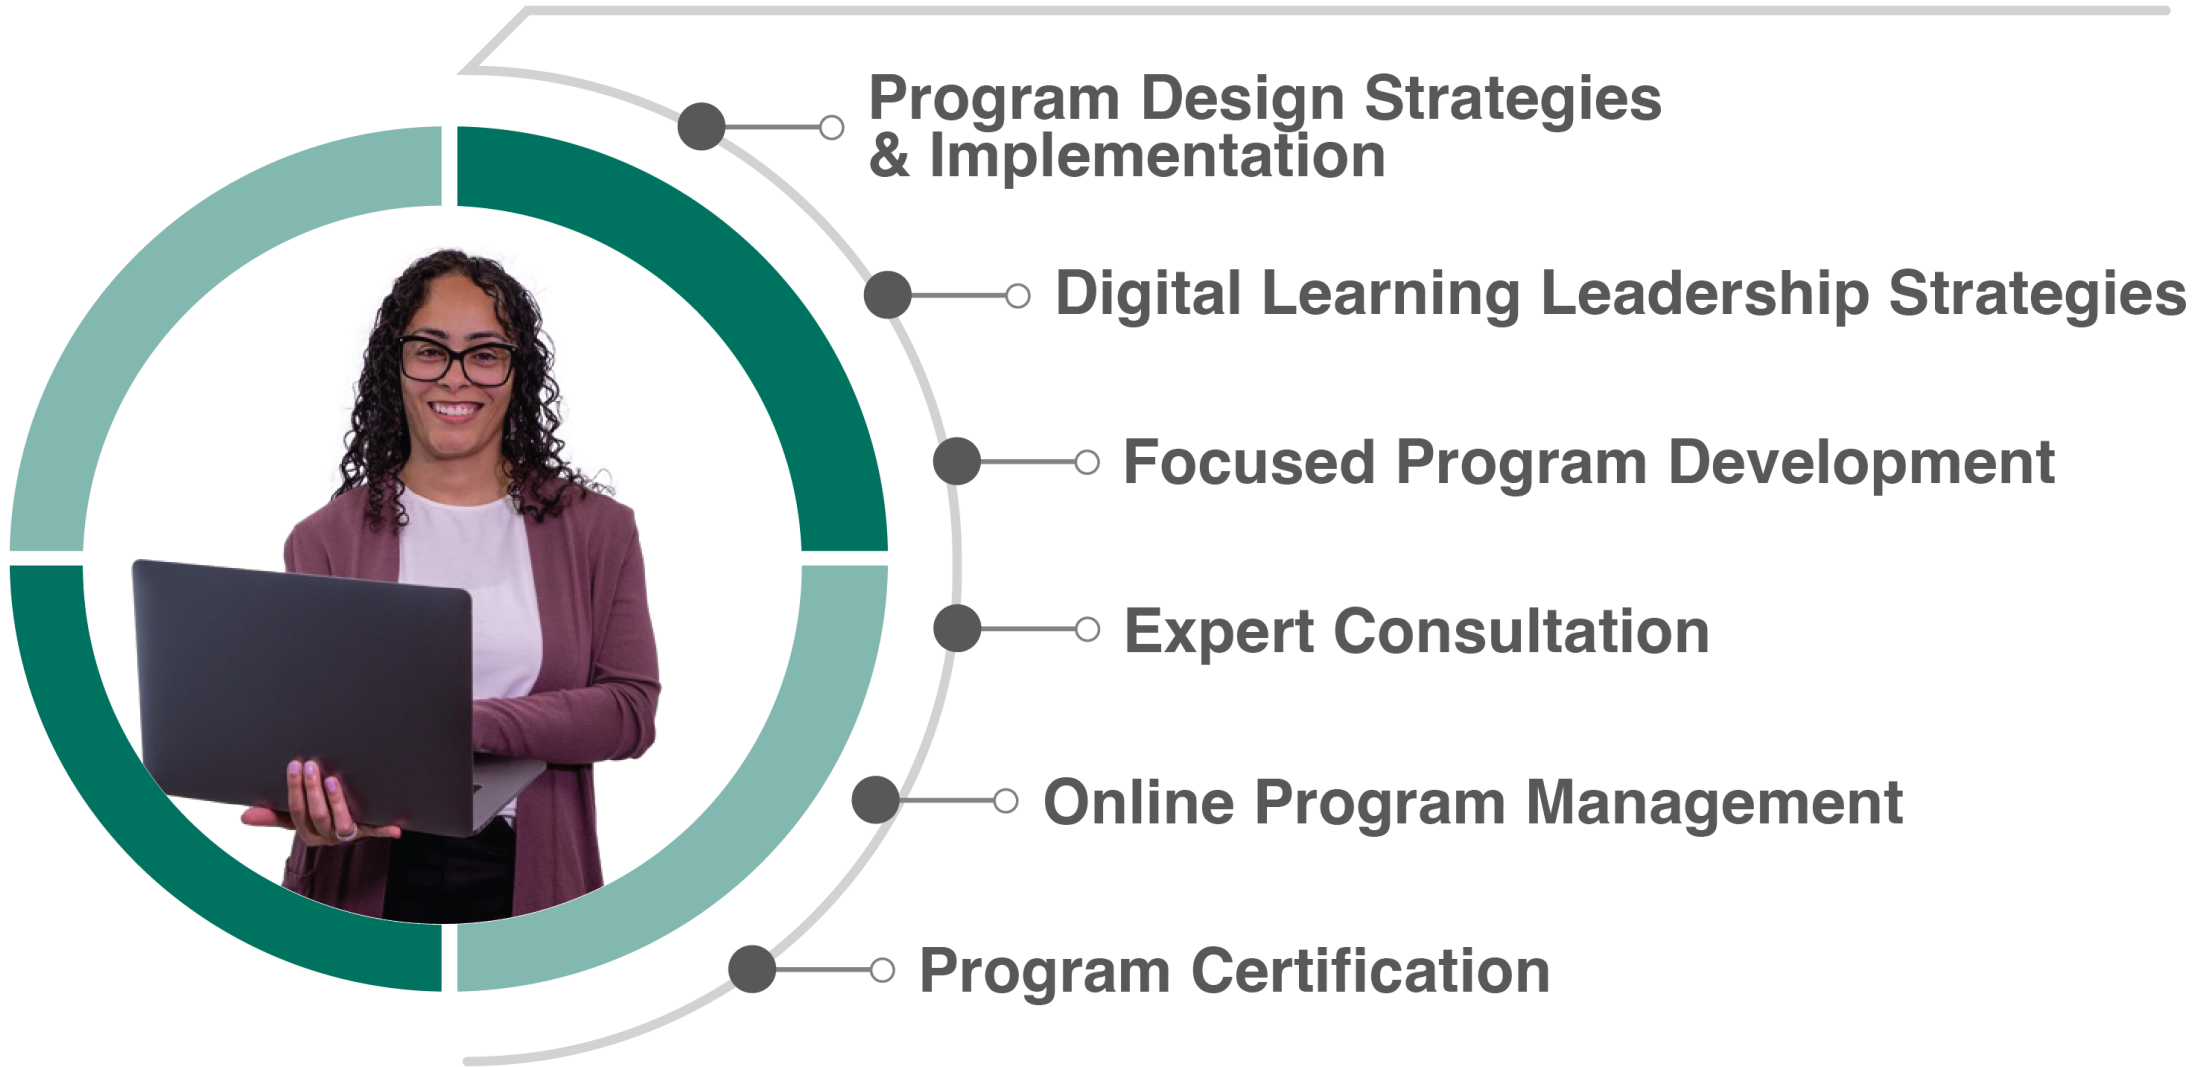 Program Design Strategies
& Implementation
Digital Learning Leadership Strategies
Focused Program Development
Expert Consultation
Online Program Management
Program Certification